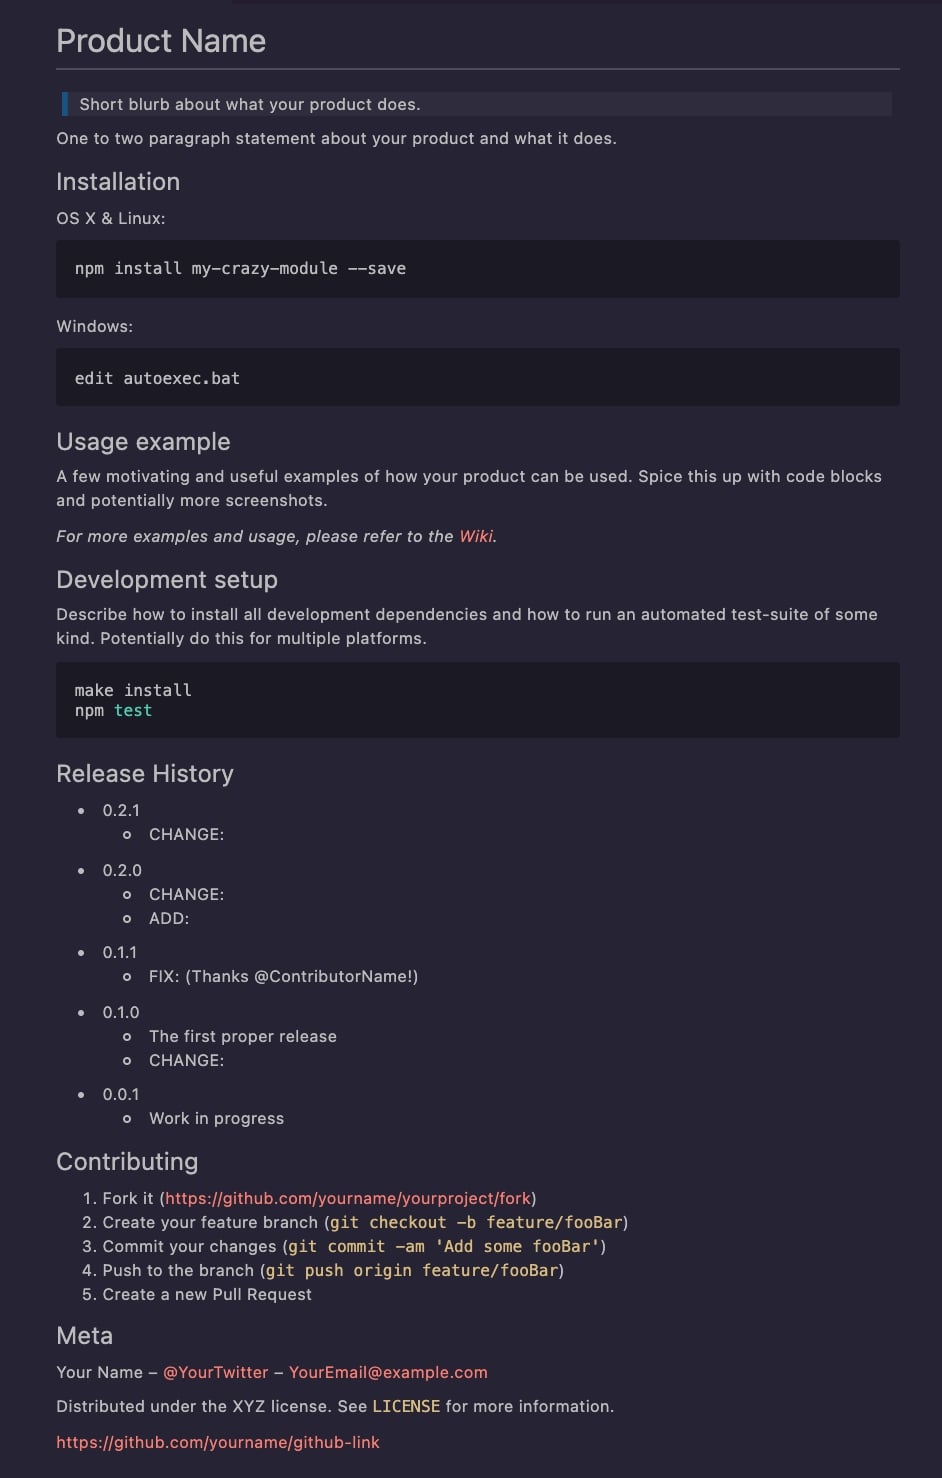 Product Name
Short blurb about what your product does.
One to two paragraph statement about your product and what it does.
Installation
OS X & Linux:
npm install my-crazy-module --save
Windows:
edit autoexec.bat
Usage example
A few motivating and useful examples of how your product can be used. Spice this up with code blocks
and potentially more screenshots.
For more examples and usage, please refer to the Wiki.
Development setup
Describe how to install all development dependencies and how to run an automated test-suite of some
kind. Potentially do this for multiple platforms.
make install
npm test
Release History
• 0.2.1
∘ CHANGE:
• 0.2.0
∘ CHANGE:
∘ ADD:
• 0.1.1
∘ FIX: (Thanks @ContributorName!)
• 0.1.0
∘ The first proper release
∘ CHANGE:
• 0.0.1
∘ Work in progress
Contributing
1. Fork it (https://github.com/yourname/yourproject/fork)
2. Create your feature branch (git checkout -b feature/fooBar)
3. Commit your changes (git commit -am 'Add some fooBar')
4. Push to the branch (git push origin feature/fooBar)
5. Create a new Pull Request
Meta
Your Name – @YourTwitter – YourEmail@example.com
Distributed under the XYZ license. See LICENSE for more information.
https://github.com/yourname/github-link